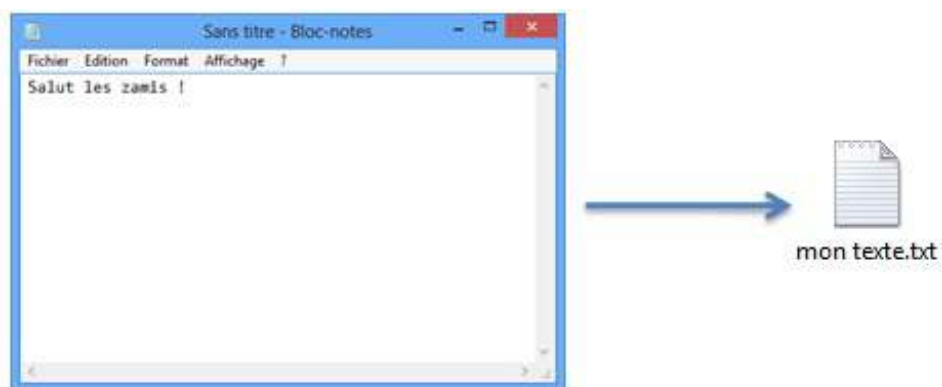 Sans titre - Bloc-notes
Fichier Edition Format Affichage ?
Salut les zamis !
mon texte.txt